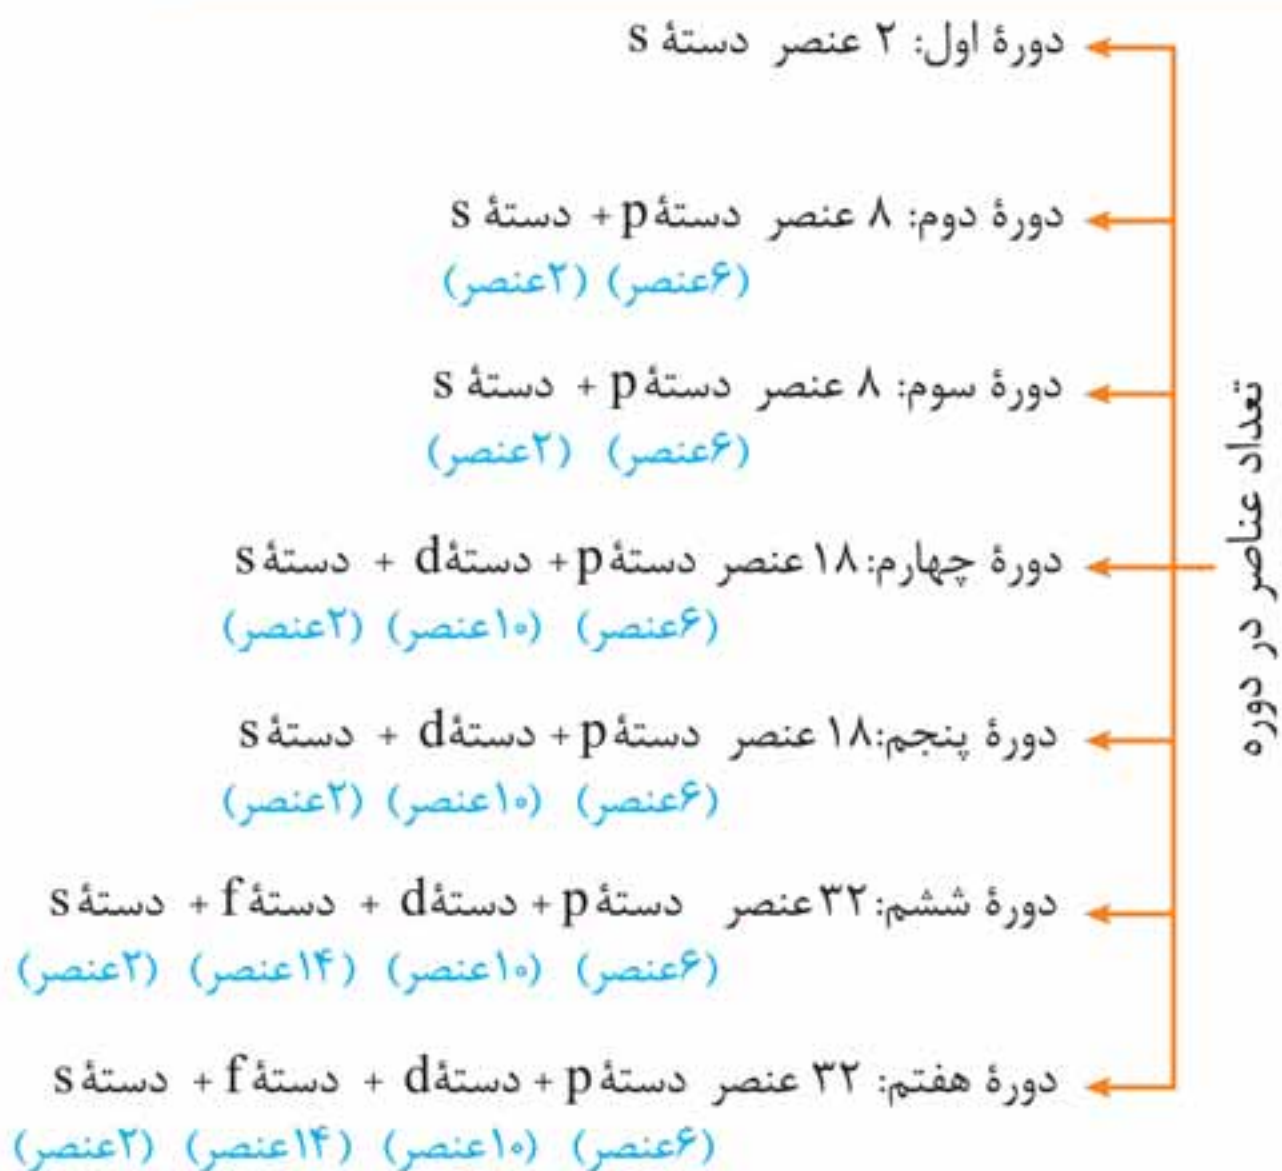 دورهٔ اول: ۲ عنصر دستهٔ s
دورهٔ دوم: ۸ عنصر دستهٔ p + دستهٔ s
(۶عنصر) (۲عنصر)
دورهٔ سوم: ۸ عنصر دستهٔ p + دستهٔ s
(۶عنصر) (۲عنصر)
دورهٔ چهارم: ۱۸ عنصر دستهٔ p + دستهٔ d + دستهٔ s
(۶عنصر) (۱۰عنصر) (۲عنصر)
دورهٔ پنجم: ۱۸ عنصر دستهٔ p + دستهٔ d + دستهٔ s
(۶عنصر) (۱۰عنصر) (۲عنصر)
دورهٔ ششم: ۳۲ عنصر دستهٔ p + دستهٔ d + دستهٔ f + دستهٔ s
(۶عنصر) (۱۰عنصر) (۱۴عنصر) (۲عنصر)
دورهٔ هفتم: ۳۲ عنصر دستهٔ p + دستهٔ d + دستهٔ f + دستهٔ s
(۶عنصر) (۱۰عنصر) (۱۴عنصر) (۲عنصر)
تعداد عناصر در دوره